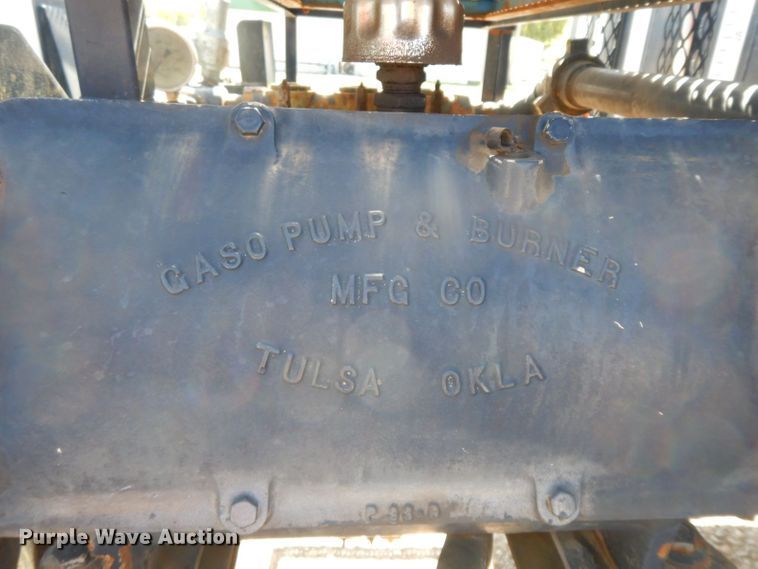 GASO PUMP & BURNER
MFG CO
TULSA OKLA
Purple Wave Auction